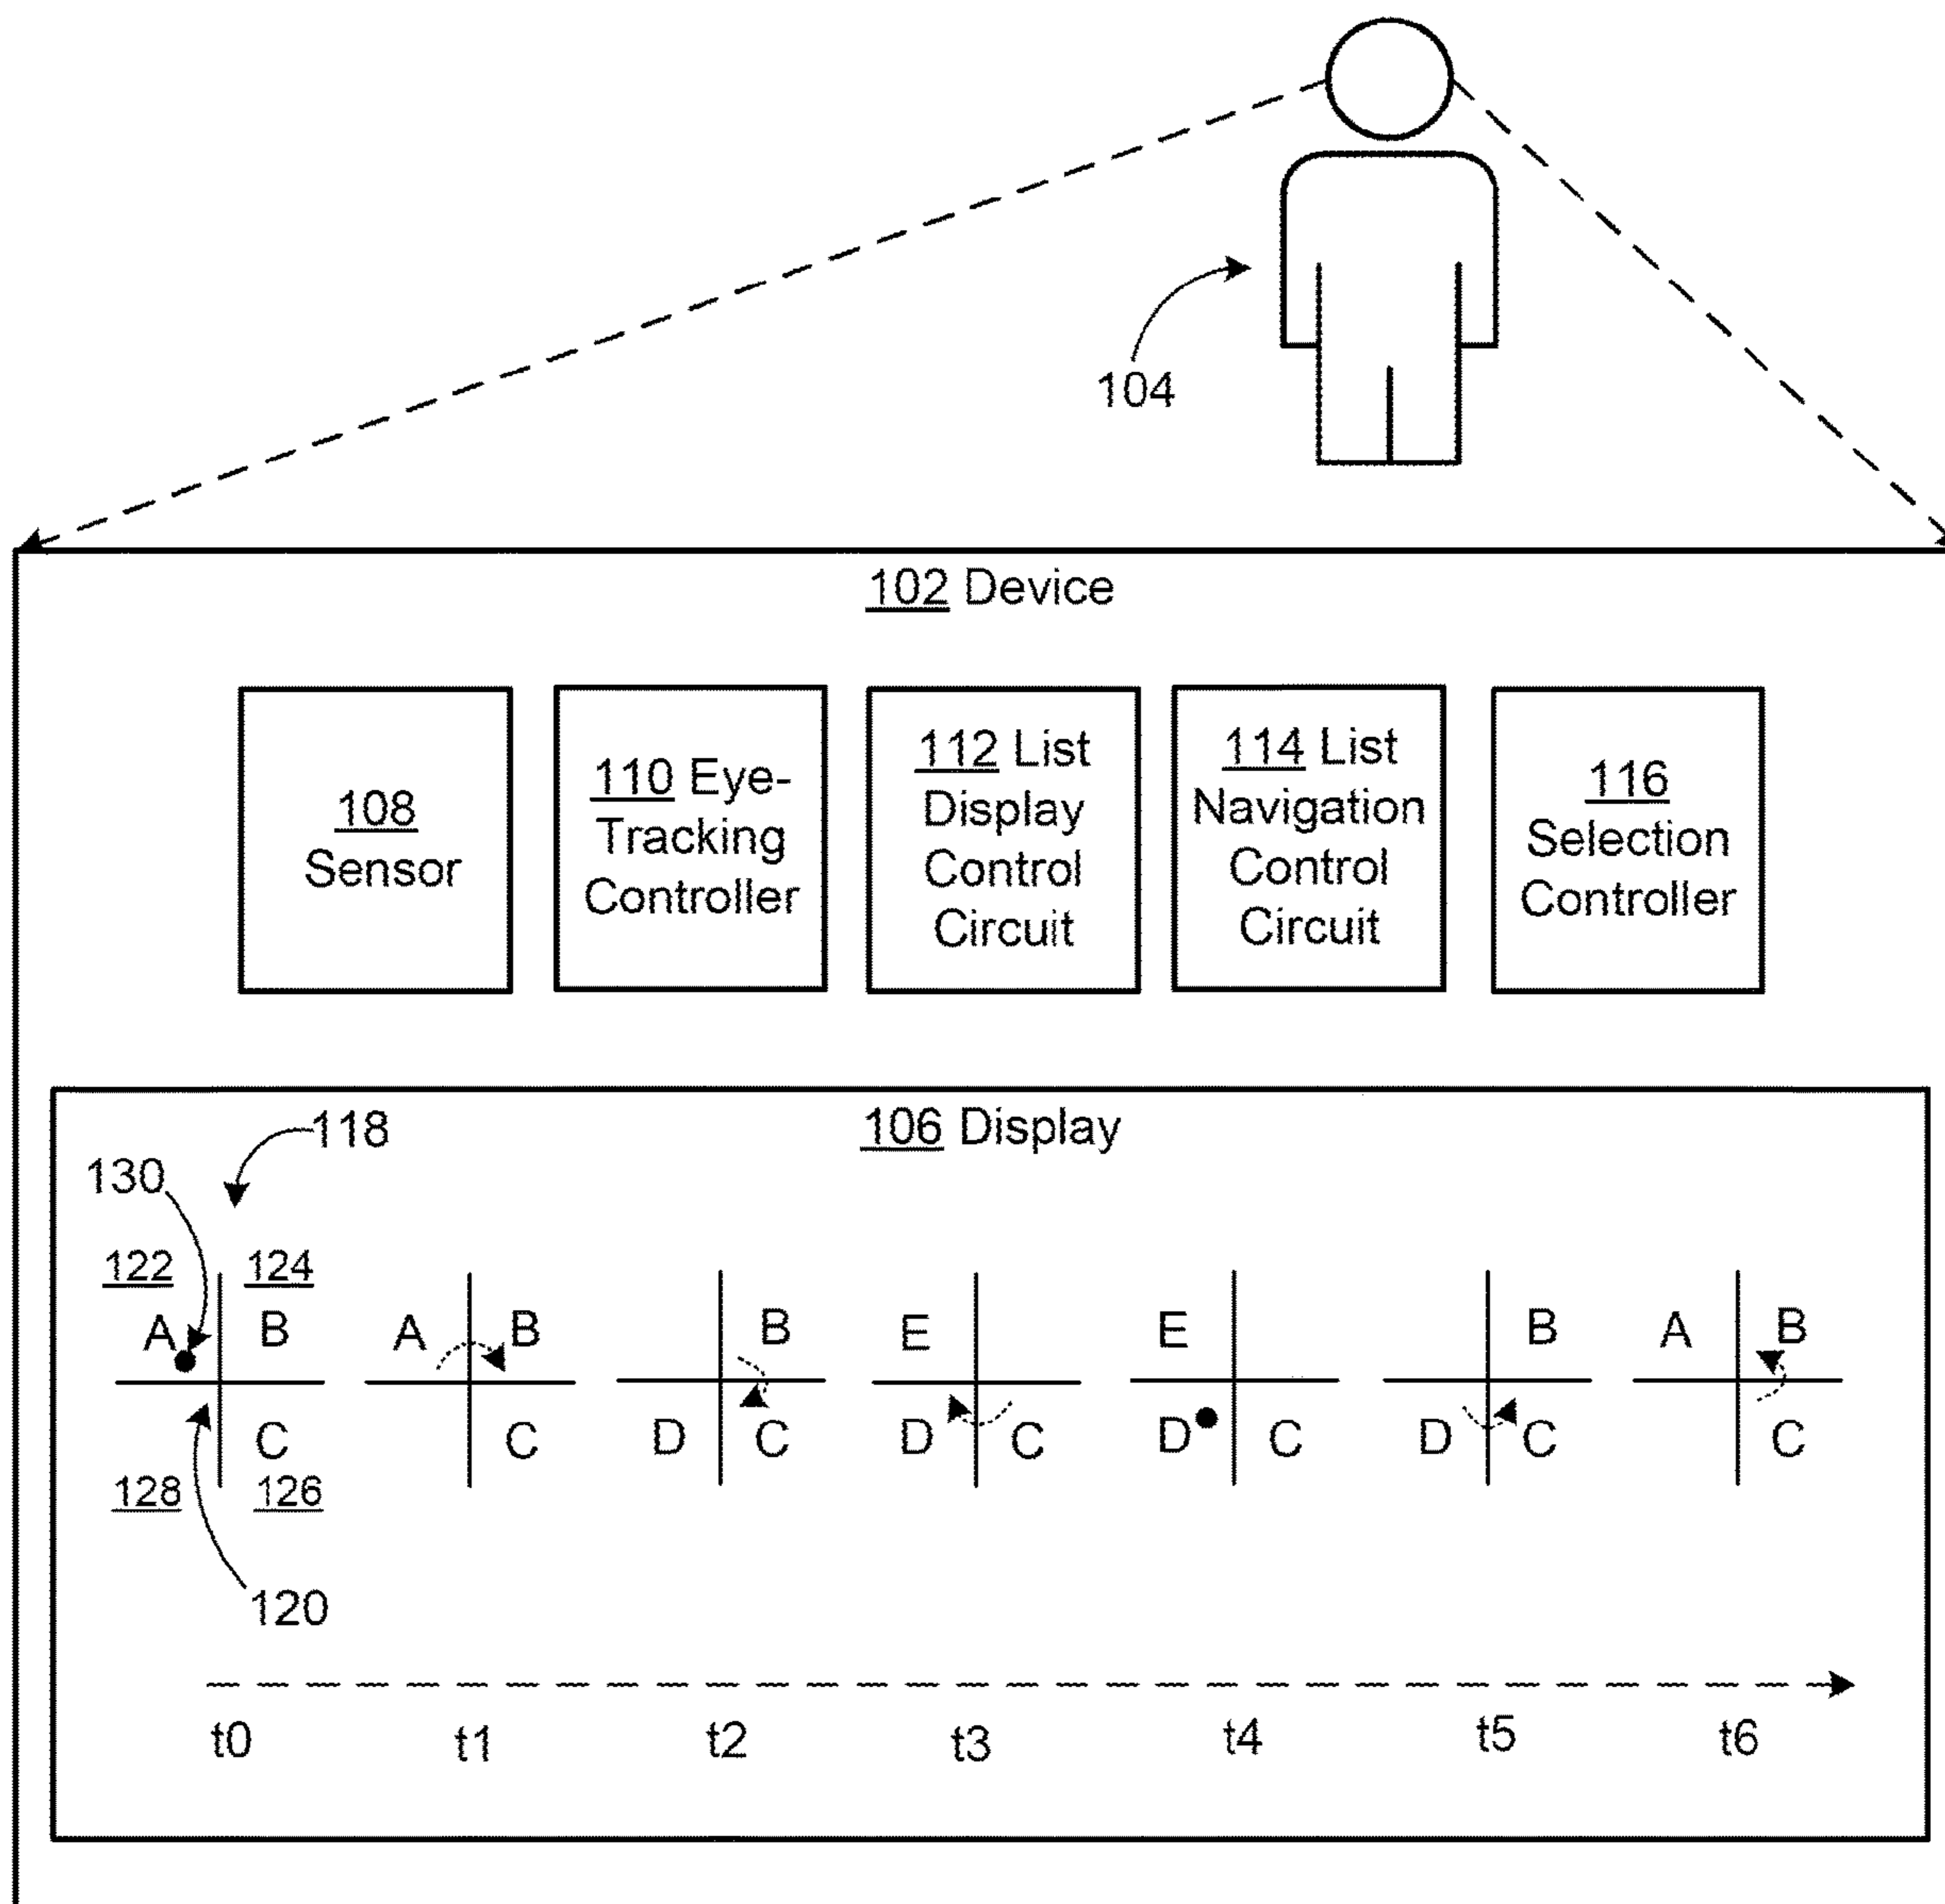 104
102 Device
108
Sensor
110 Eye-
Tracking
Controller
112 List
Display
Control
Circuit
114 List
Navigation
Control
Circuit
116
Selection
Controller
106 Display
118
130
122 124
A B A B B E E B A B
C C D C D C D C D C C
128 126
120
t0 t1 t2 t3 t4 t5 t6